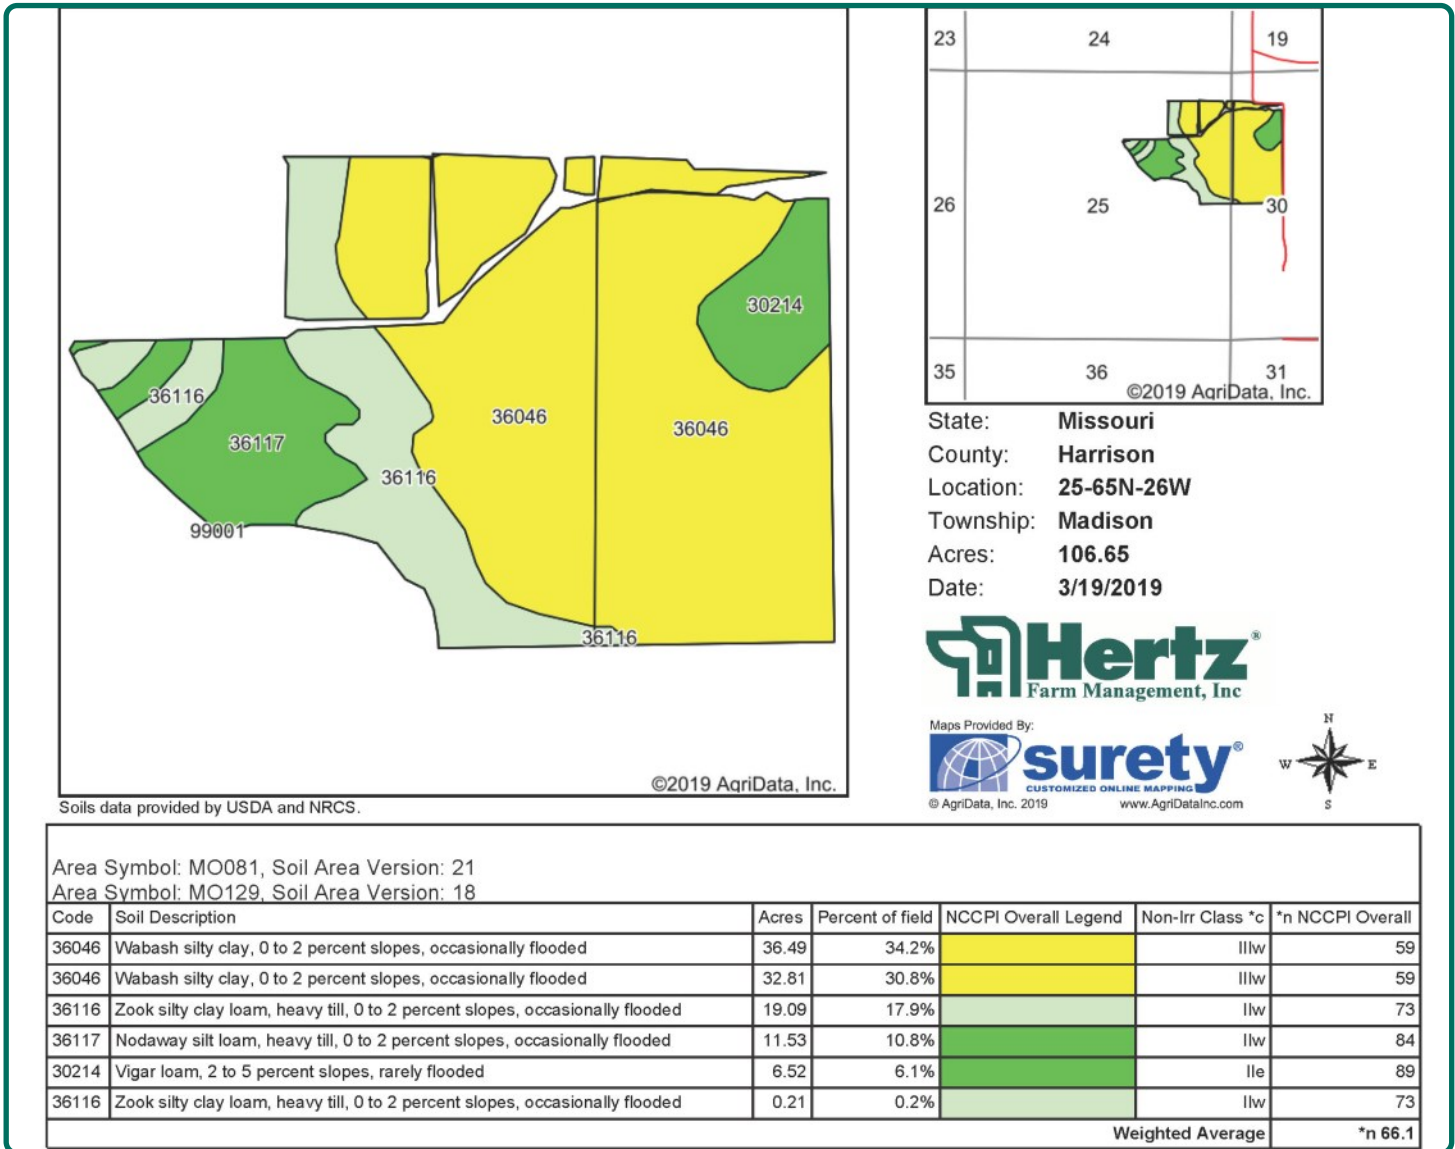 30214
36116
36046
36046
36117
36116
99001
36116
©2019 AgriData, Inc.
Soils data provided by USDA and NRCS.
23 24 19
26 25 30
35 36 31
©2019 AgriData, Inc.
State: Missouri
County: Harrison
Location: 25-65N-26W
Township: Madison
Acres: 106.65
Date: 3/19/2019
Hertz®
Farm Management, Inc
Maps Provided By:
surety®
CUSTOMIZED ONLINE MAPPING
© AgriData, Inc. 2019 www.AgriDataInc.com
N
W E
S
Area Symbol: MO081, Soil Area Version: 21
Area Symbol: MO129, Soil Area Version: 18
Code Soil Description Acres Percent of field NCCPI Overall Legend Non-Irr Class *c *n NCCPI Overall
36046 Wabash silty clay, 0 to 2 percent slopes, occasionally flooded 36.49 34.2% IIIw 59
36046 Wabash silty clay, 0 to 2 percent slopes, occasionally flooded 32.81 30.8% IIIw 59
36116 Zook silty clay loam, heavy till, 0 to 2 percent slopes, occasionally flooded 19.09 17.9% IIw 73
36117 Nodaway silt loam, heavy till, 0 to 2 percent slopes, occasionally flooded 11.53 10.8% IIw 84
30214 Vigar loam, 2 to 5 percent slopes, rarely flooded 6.52 6.1% IIe 89
36116 Zook silty clay loam, heavy till, 0 to 2 percent slopes, occasionally flooded 0.21 0.2% IIw 73
Weighted Average *n 66.1